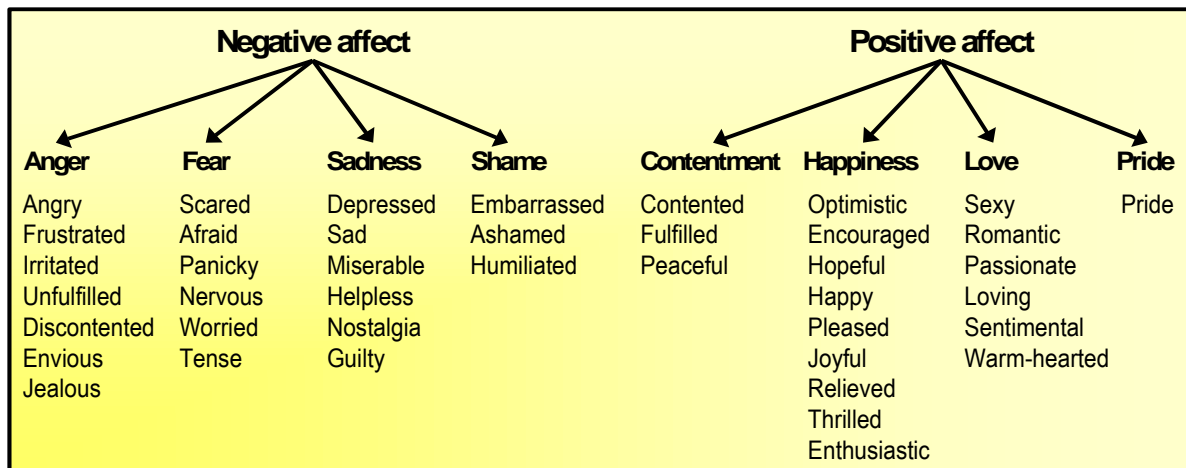 Negative affect
Positive affect
Anger
Angry
Frustrated
Irritated
Unfulfilled
Discontented
Envious
Jealous
Fear
Scared
Afraid
Panicky
Nervous
Worried
Tense
Sadness
Depressed
Sad
Miserable
Helpless
Nostalgia
Guilty
Shame
Embarrassed
Ashamed
Humiliated
Contentment
Contented
Fulfilled
Peaceful
Happiness
Optimistic
Encouraged
Hopeful
Happy
Pleased
Joyful
Relieved
Thrilled
Enthusiastic
Love
Sexy
Romantic
Passionate
Loving
Sentimental
Warm-hearted
Pride
Pride